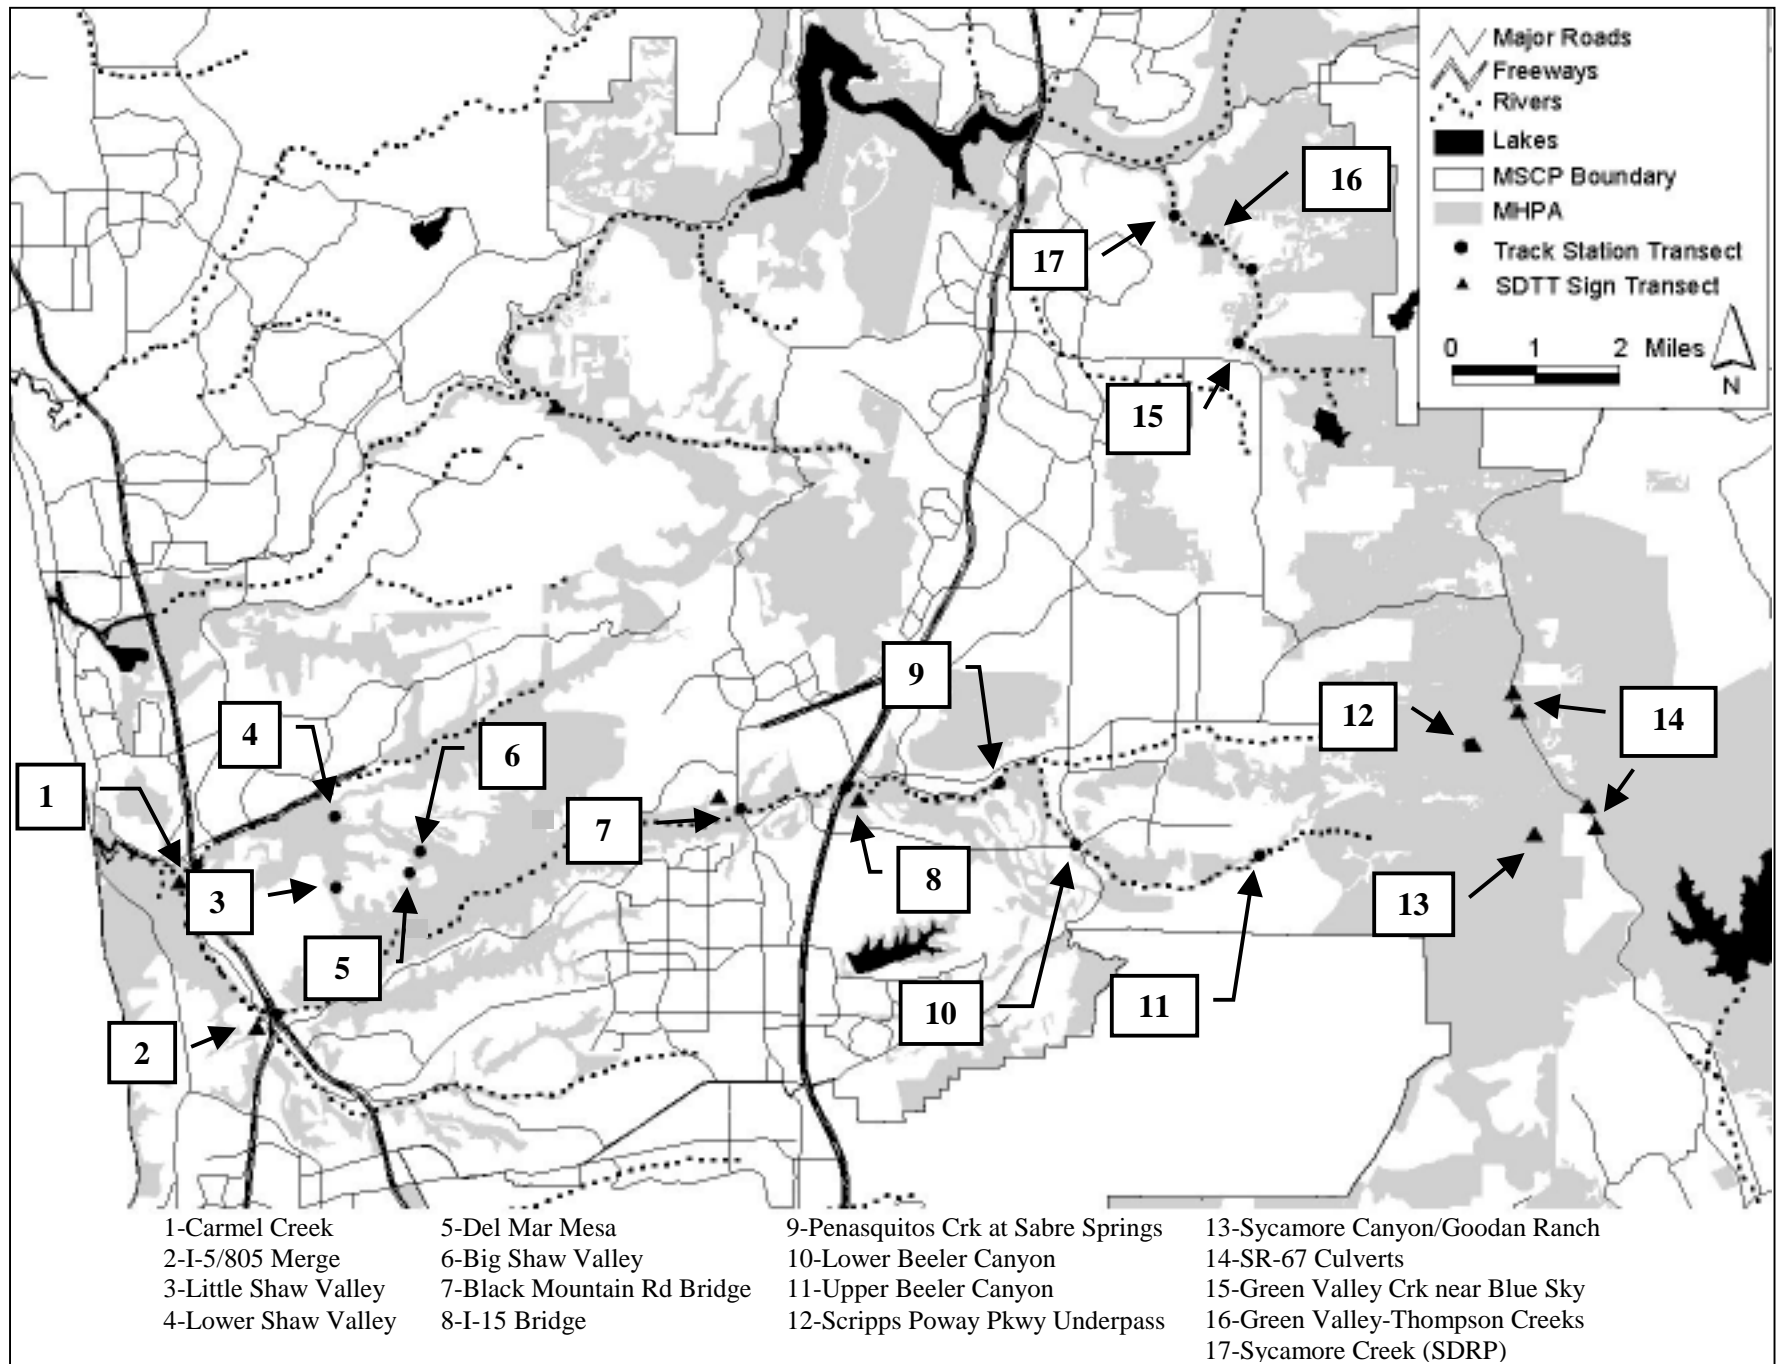 Major Roads
Freeways
Rivers
Lakes
MSCP Boundary
MHPA
Track Station Transect
SDTT Sign Transect
0 1 2 Miles
N
16
17
15
9
12
14
4
6
1
7
8
3
13
5
10
11
2
1-Carmel Creek
2-I-5/805 Merge
3-Little Shaw Valley
4-Lower Shaw Valley
5-Del Mar Mesa
6-Big Shaw Valley
7-Black Mountain Rd Bridge
8-I-15 Bridge
9-Penasquitos Crk at Sabre Springs
10-Lower Beeler Canyon
11-Upper Beeler Canyon
12-Scripps Poway Pkwy Underpass
13-Sycamore Canyon/Goodan Ranch
14-SR-67 Culverts
15-Green Valley Crk near Blue Sky
16-Green Valley-Thompson Creeks
17-Sycamore Creek (SDRP)